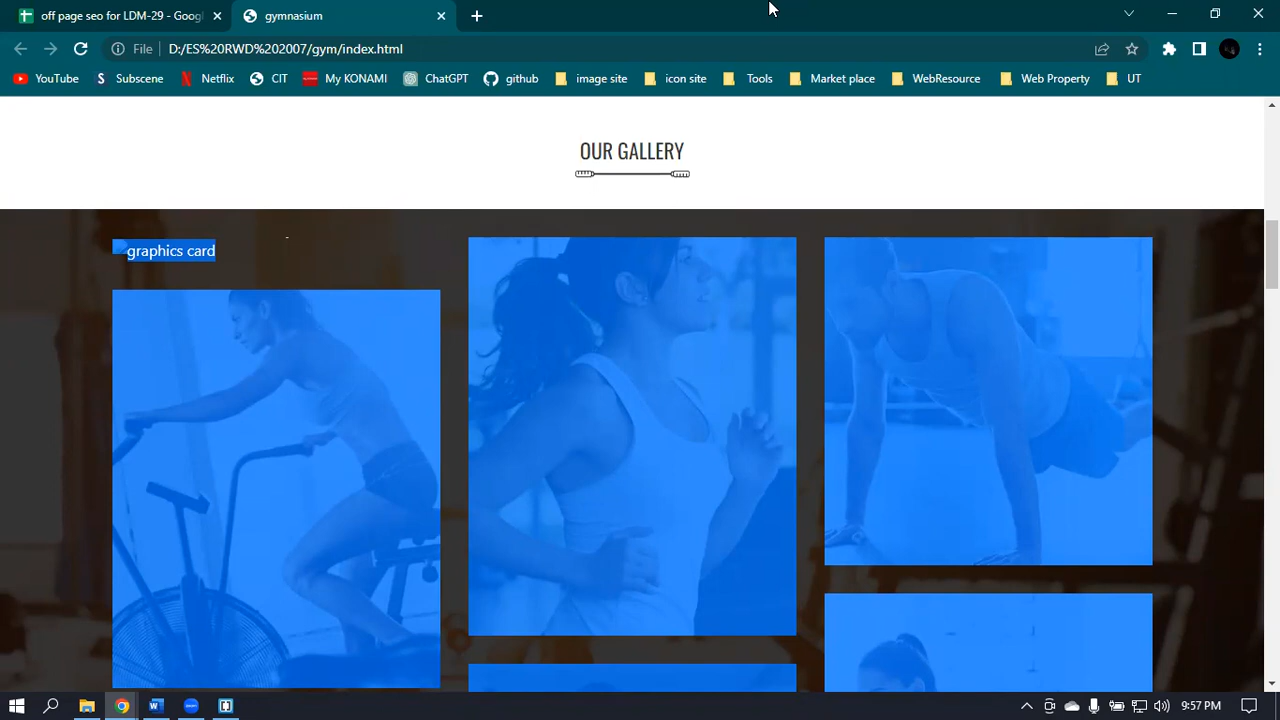 off page seo for LDM-29 - Googl
gymnasium
File
D:/ES%20RWD%202007/gym/index.html
YouTube
Subscene
Netflix
CIT
My KONAMI
ChatGPT
github
image site
icon site
Tools
Market place
WebResource
Web Property
UT
OUR GALLERY
graphics card
9:57 PM